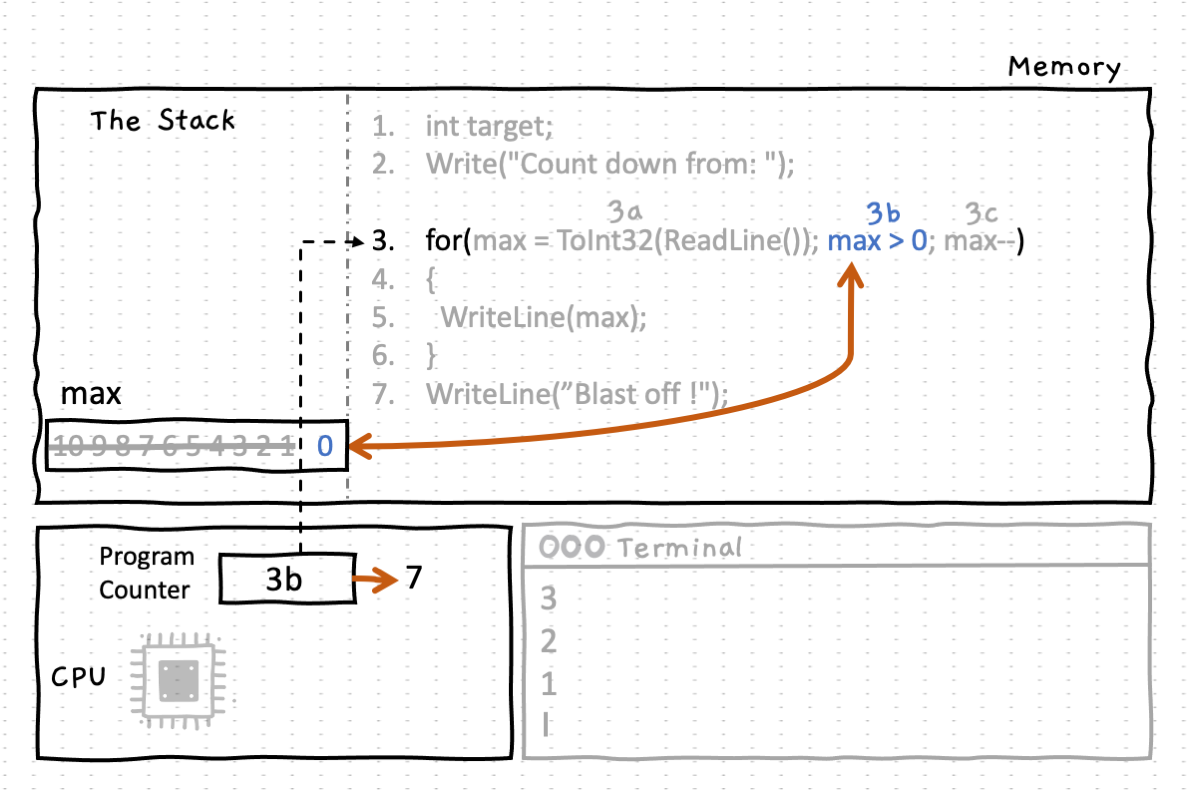 Memory
The Stack
1. int target;
2. Write("Count down from: ");
3a 3b 3c
3. for(max = ToInt32(ReadLine()); max > 0; max--)
4. {
5. WriteLine(max);
6. }
7. WriteLine(”Blast off !");
max
10 9 8 7 6 5 4 3 2 1 0
Program
Counter
3b
7
CPU
Terminal
3
2
1
|